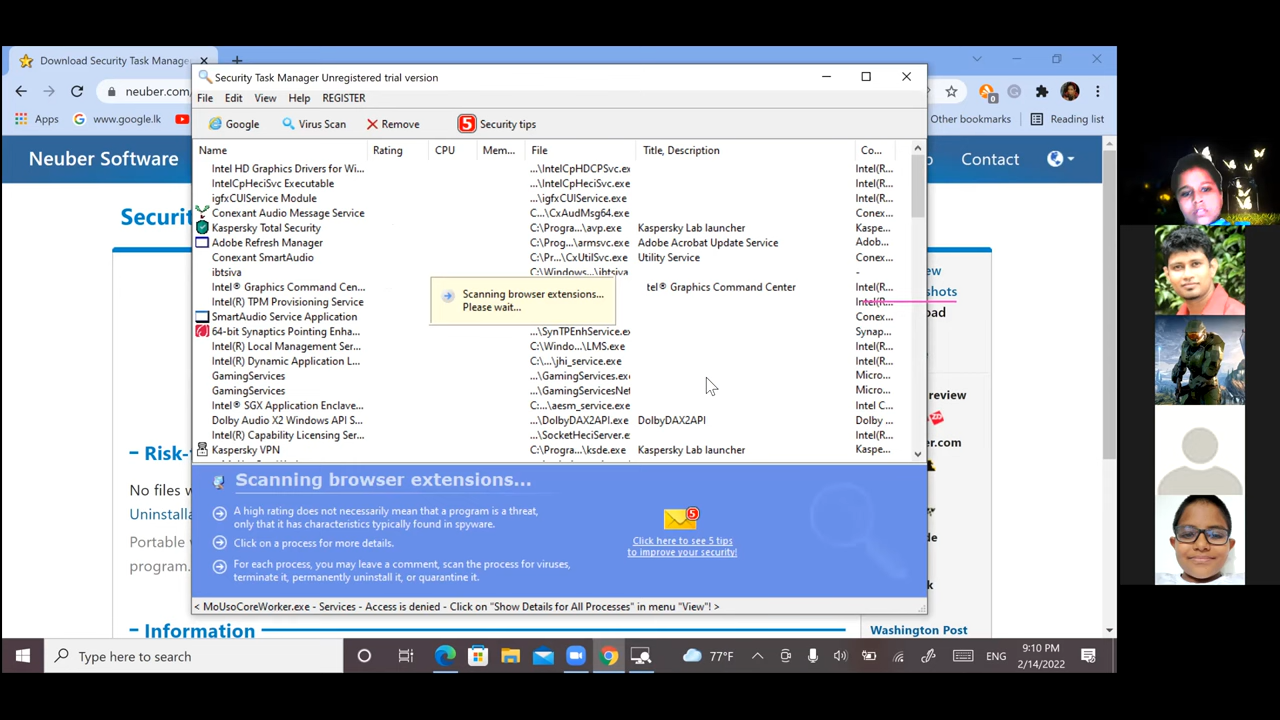 Download Security Task Manage
neuber.com/
Apps
www.google.lk
Other bookmarks
Reading list
Neuber Software
Contact
Securit
Risk-
No files w
Uninstalla
Portable
program.
Information
Washington Post
Security Task Manager Unregistered trial version
File Edit View Help REGISTER
Google Virus Scan Remove 5 Security tips
Name Rating CPU Mem... File Title, Description Co...
Intel HD Graphics Drivers for Wi... ...\IntelCpHDCPSvc.exe Intel(R...
IntelCpHeciSvc Executable ...\IntelCpHeciSvc.exe Intel(R...
igfxCUIService Module ...\igfxCUIService.exe Intel(R...
Conexant Audio Message Service C:\...\CxAudMsg64.exe Conex...
Kaspersky Total Security C:\Progra...\avp.exe Kaspersky Lab launcher Kaspe...
Adobe Refresh Manager C:\Prog...\armsvc.exe Adobe Acrobat Update Service Adob...
Conexant SmartAudio C:\Pr...\CxUtilSvc.exe Utility Service Conex...
ibtsiva C:\Windows...\ibtsiva -
Intel® Graphics Command Cen... tel® Graphics Command Center Intel(R...
Intel(R) TPM Provisioning Service Intel(R...
SmartAudio Service Application Conex...
64-bit Synaptics Pointing Enha... ...\SynTPEnhService.exe Synap...
Intel(R) Local Management Ser... C:\Windo...\LMS.exe Intel(R...
Intel(R) Dynamic Application L... C:\...\jhi_service.exe Intel(R...
GamingServices ...\GamingServices.exe Micro...
GamingServices ...\GamingServicesNet Micro...
Intel® SGX Application Enclave... C:\...\aesm_service.exe Intel C...
Dolby Audio X2 Windows API S... ...\DolbyDAX2API.exe DolbyDAX2API Dolby ...
Intel(R) Capability Licensing Ser... ...\SocketHeciServer.e Intel(R...
Kaspersky VPN C:\Progra...\ksde.exe Kaspersky Lab launcher Kaspe...
Scanning browser extensions...
Please wait...
Scanning browser extensions...
A high rating does not necessarily mean that a program is a threat,
only that it has characteristics typically found in spyware.
Click on a process for more details.
For each process, you may leave a comment, scan the process for viruses,
terminate it, permanently uninstall it, or quarantine it.
5
Click here to see 5 tips
to improve your security!
< MoUsoCoreWorker.exe - Services - Access is denied - Click on "Show Details for All Processes" in menu "View"! >
Type here to search
77°F
ENG
9:10 PM
2/14/2022